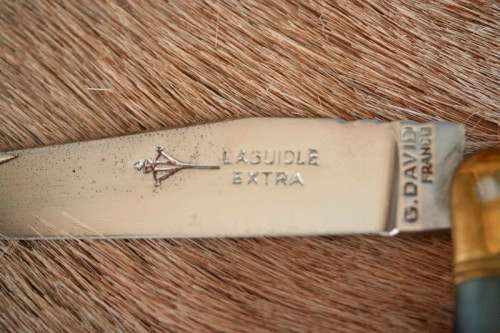 LAGUIOLE
EXTRA
G. DAVID
FRANCE